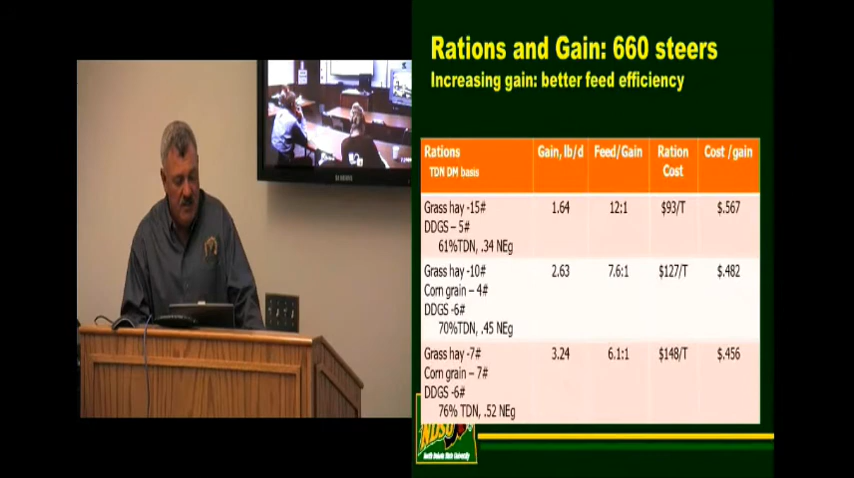 Rations and Gain: 660 steers
Increasing gain: better feed efficiency
Rations Gain, lb/d Feed/Gain Ration Cost /gain
TDN DM basis Cost
Grass hay -15# 1.64 12:1 $93/T $.567
DDGS – 5#
61%TDN, .34 NEg
Grass hay -10# 2.63 7.6:1 $127/T $.482
Corn grain – 4#
DDGS -6#
70%TDN, .45 NEg
Grass hay -7# 3.24 6.1:1 $148/T $.456
Corn grain – 7#
DDGS -6#
76% TDN, .52 NEg
NDSU
North Dakota State University